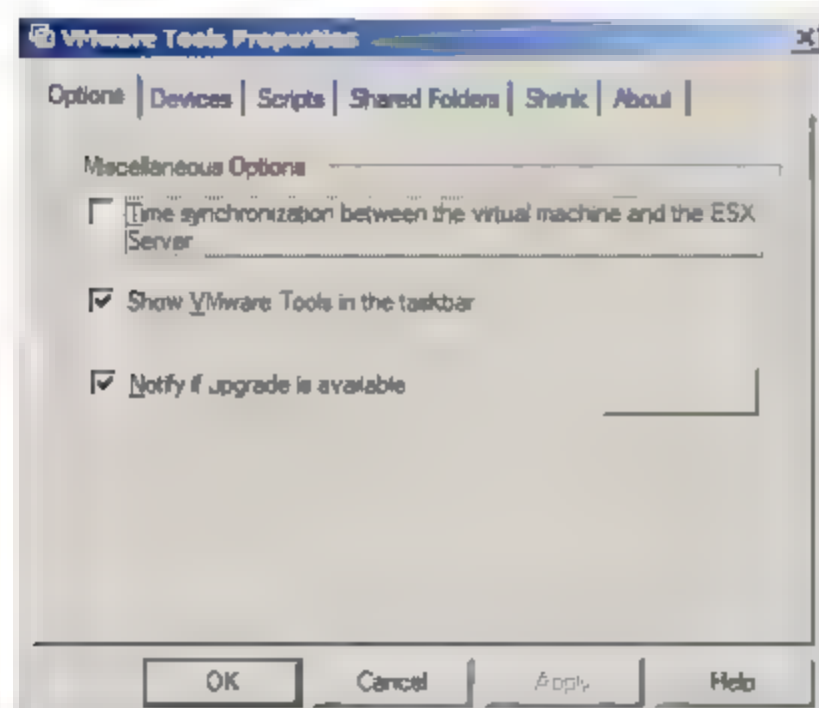 VMware Tools Properties
Options Devices Scripts Shared Folders Shrink About
Miscellaneous Options
Time synchronization between the virtual machine and the ESX
Server
Show VMware Tools in the taskbar
Notify if upgrade is available
OK Cancel Apply Help